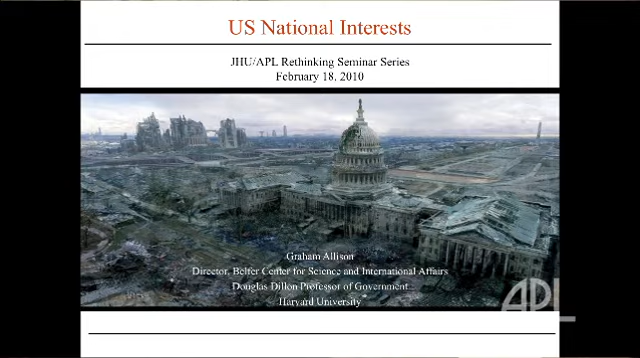 US National Interests
JHU/APL Rethinking Seminar Series
February 18, 2010
Graham Allison
Director, Belfer Center for Science and International Affairs
Douglas Dillon Professor of Government
Harvard University
APL